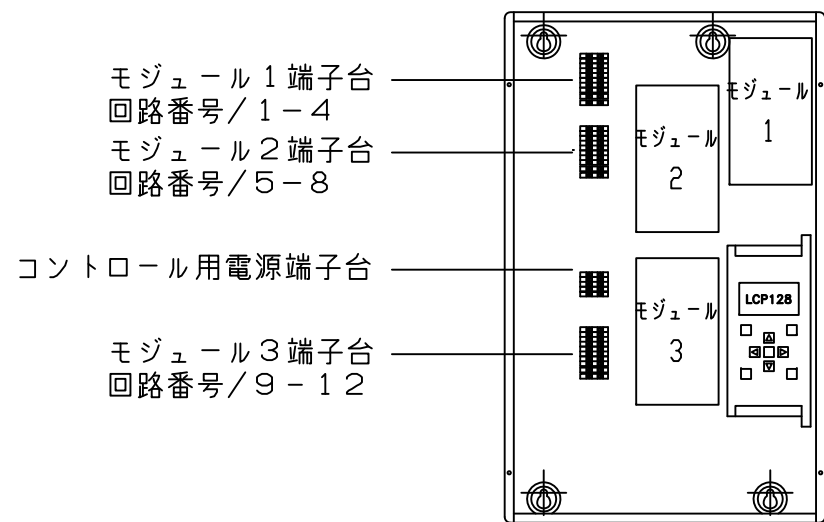 モジュール１端子台
回路番号/１-４
モジュール２端子台
回路番号/５-８
コントロール用電源端子台
モジュール３端子台
回路番号/９-１２
モジュール
1
モジュール
2
モジュール
3
LCP128